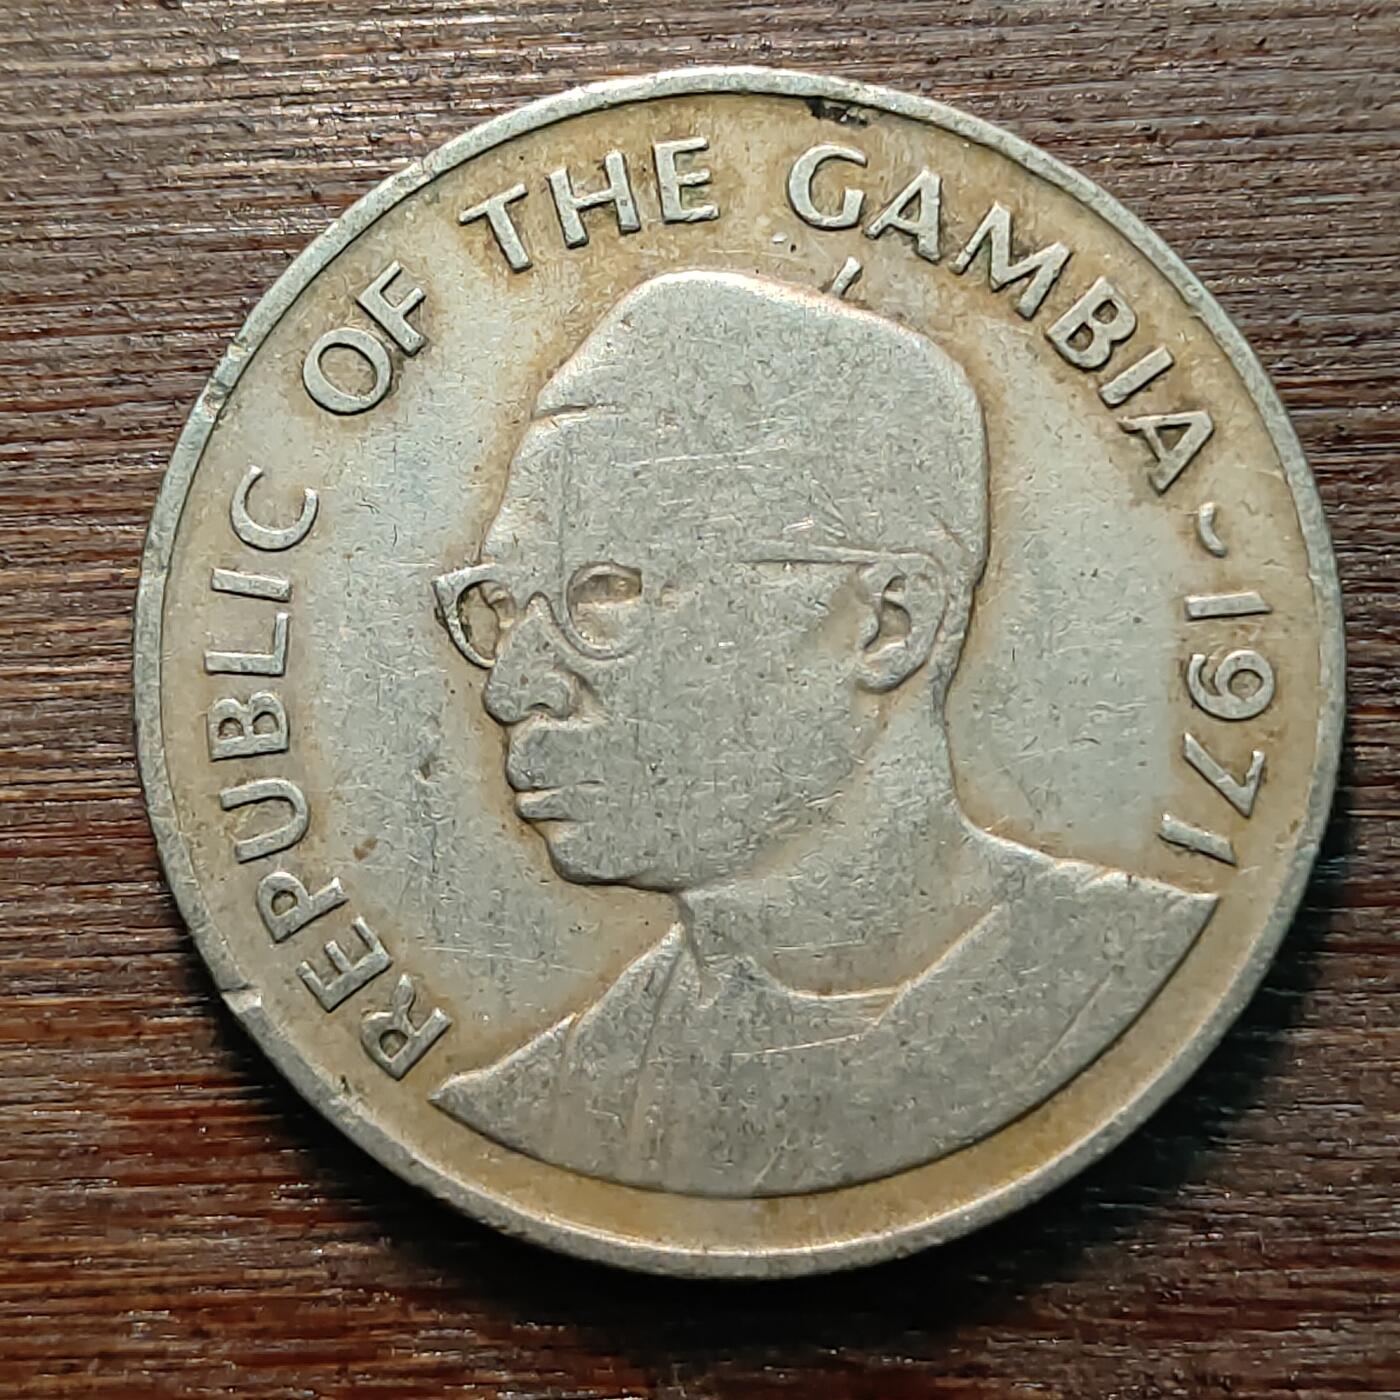 REPUBLIC OF THE GAMBIA - 1971